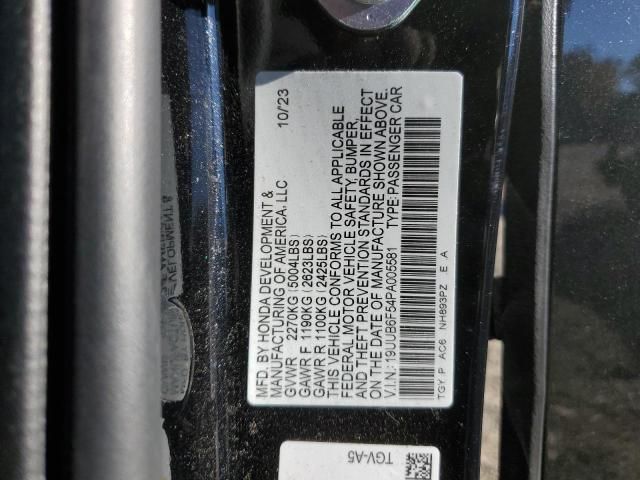 MFD. BY HONDA DEVELOPMENT &
MANUFACTURING OF AMERICA, LLC 10/23
GVWR 2270KG (5004LBS)
GAWR F 1190KG (2623LBS)
GAWR R 1100KG (2425LBS)
THIS VEHICLE CONFORMS TO ALL APPLICABLE
FEDERAL MOTOR VEHICLE SAFETY, BUMPER,
AND THEFT PREVENTION STANDARDS IN EFFECT
ON THE DATE OF MANUFACTURE SHOWN ABOVE.
V.I.N.: 19UUB6F54PA005581 TYPE: PASSENGER CAR
TGY P AC6 NH893PZ E A
TGV-A5